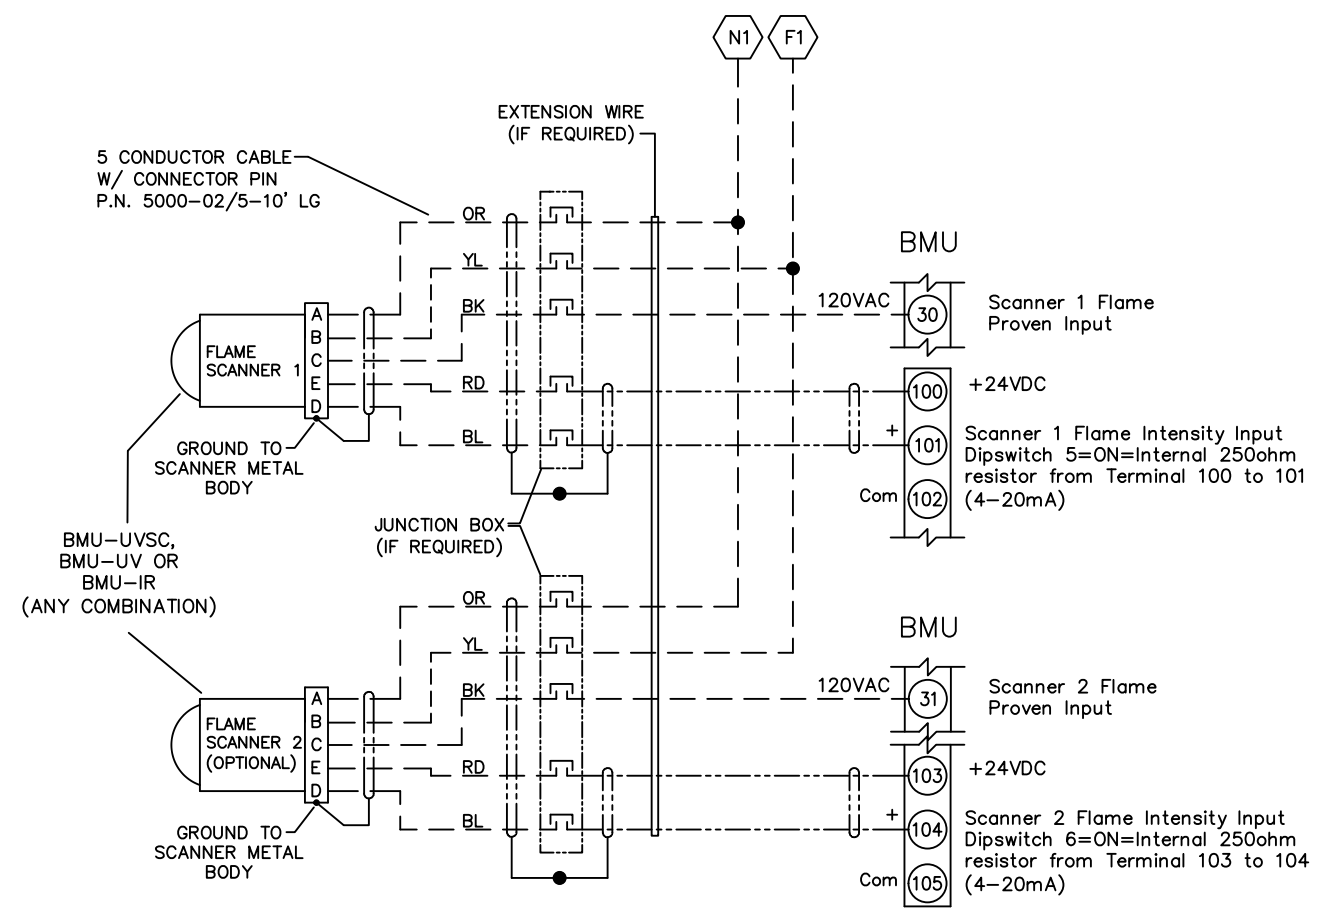 N1
F1
EXTENSION WIRE
(IF REQUIRED)
5 CONDUCTOR CABLE
W/ CONNECTOR PIN
P.N. 5000-02/5-10' LG
OR
YL
BK
RD
BL
BMU
120VAC
30
Scanner 1 Flame
Proven Input
A
B
C
E
D
FLAME
SCANNER 1
100
+24VDC
+
101
Scanner 1 Flame Intensity Input
Dipswitch 5=ON=Internal 250ohm
resistor from Terminal 100 to 101
(4-20mA)
Com
102
GROUND TO
SCANNER METAL
BODY
JUNCTION BOX
(IF REQUIRED)
BMU-UVSC,
BMU-UV OR
BMU-IR
(ANY COMBINATION)
OR
YL
BK
RD
BL
BMU
120VAC
31
Scanner 2 Flame
Proven Input
A
B
C
E
D
FLAME
SCANNER 2
(OPTIONAL)
103
+24VDC
+
104
Scanner 2 Flame Intensity Input
Dipswitch 6=ON=Internal 250ohm
resistor from Terminal 103 to 104
(4-20mA)
Com
105
GROUND TO
SCANNER METAL
BODY